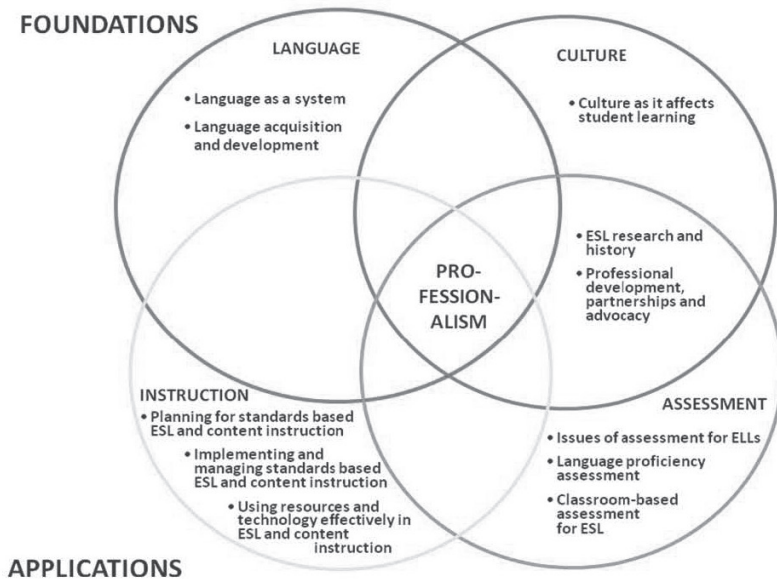 FOUNDATIONS
LANGUAGE
• Language as a system
• Language acquisition
and development
CULTURE
• Culture as it affects
student learning
PRO-
FESSION-
ALISM
• ESL research and
history
• Professional
development,
partnerships and
advocacy
INSTRUCTION
• Planning for standards based
ESL and content instruction
• Implementing and
managing standards based
ESL and content instruction
• Using resources and
technology effectively in
ESL and content
instruction
ASSESSMENT
• Issues of assessment for ELLs
• Language proficiency
assessment
• Classroom-based
assessment
for ESL
APPLICATIONS